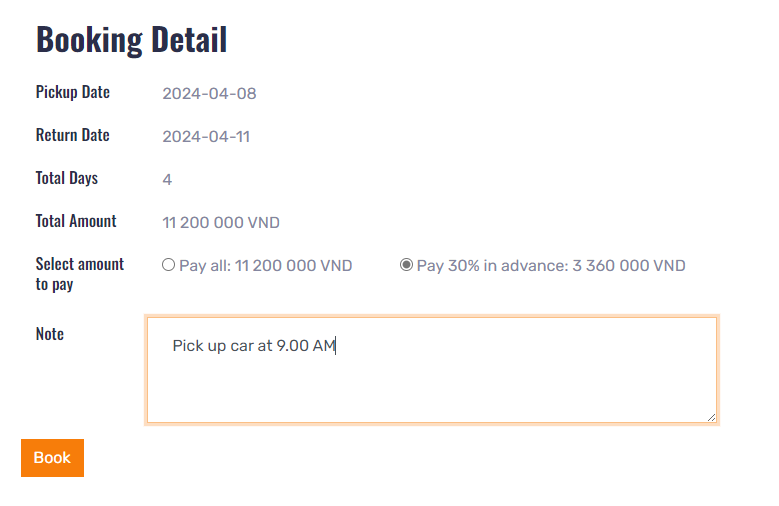 Booking Detail
Pickup Date 2024-04-08
Return Date 2024-04-11
Total Days 4
Total Amount 11 200 000 VND
Select amount to pay Pay all: 11 200 000 VND Pay 30% in advance: 3 360 000 VND
Note Pick up car at 9.00 AM
Book